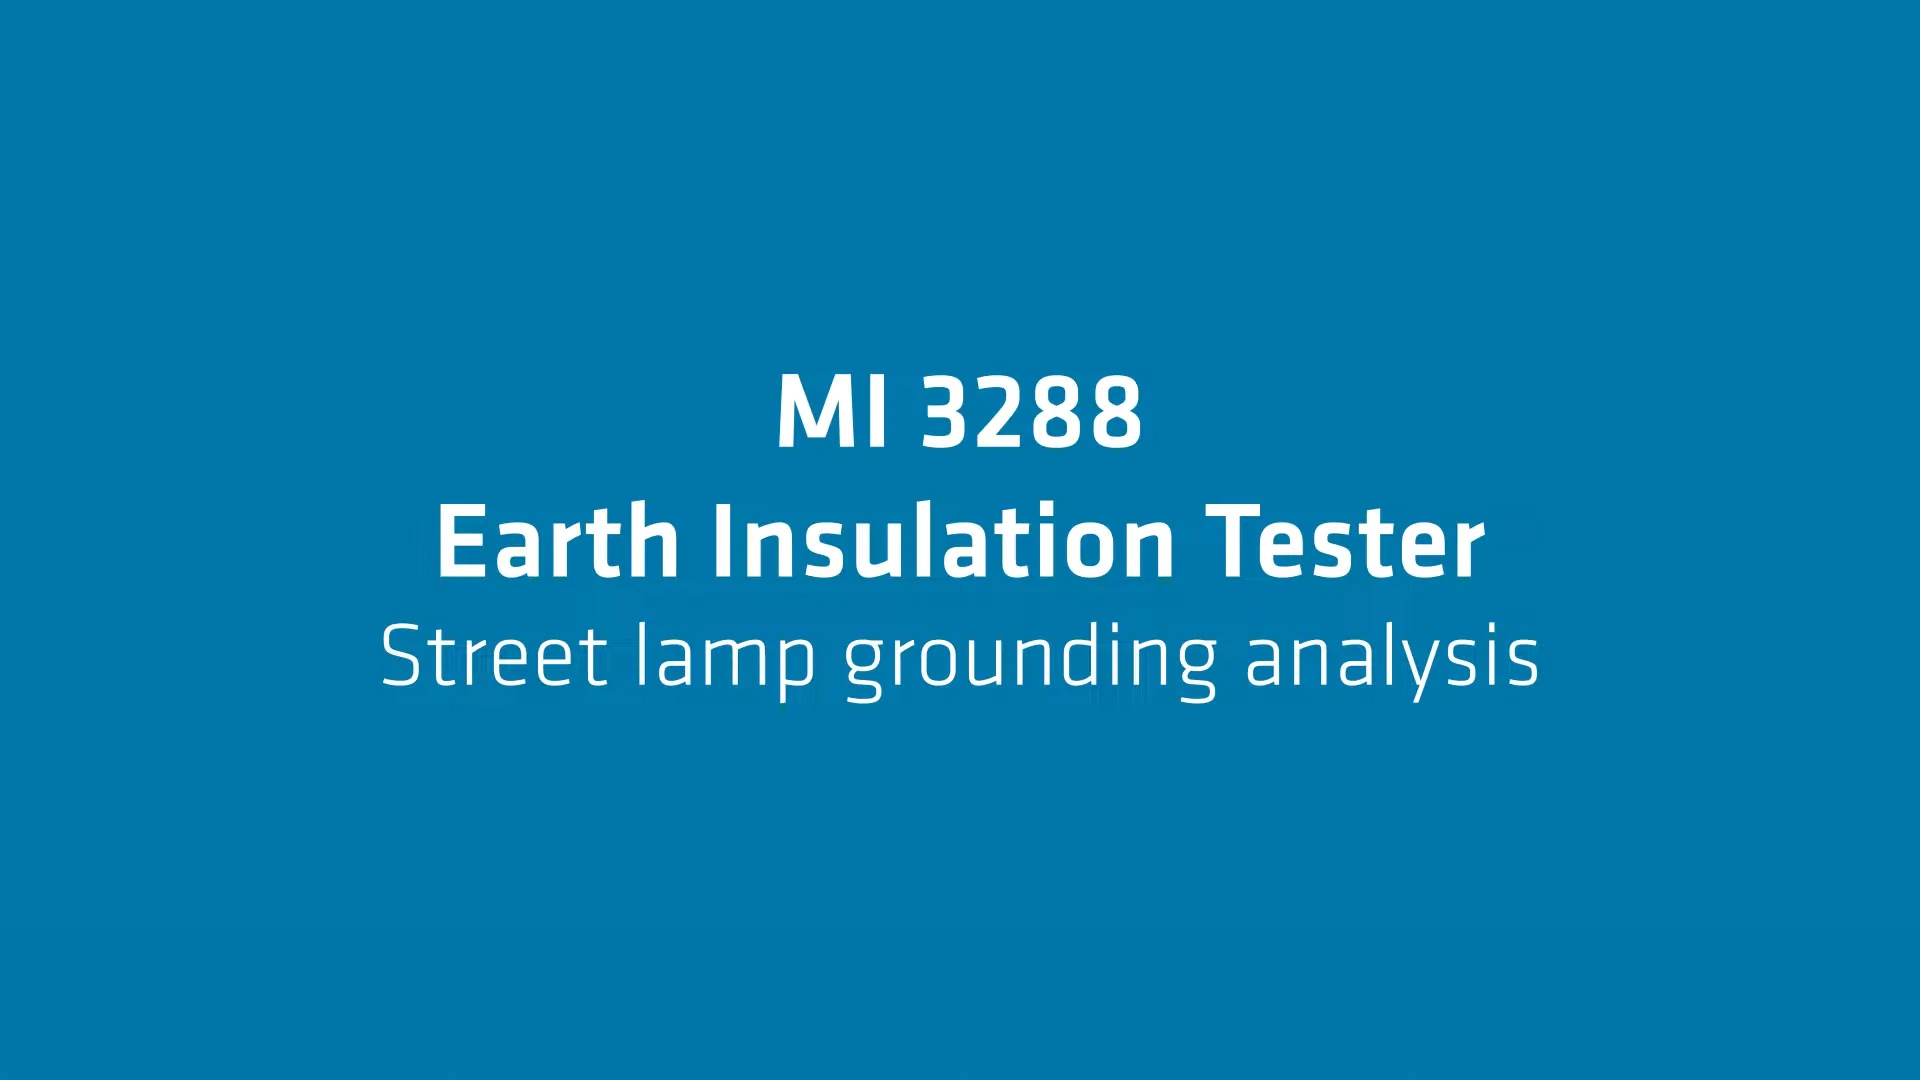 MI 3288
Earth Insulation Tester
Street lamp grounding analysis